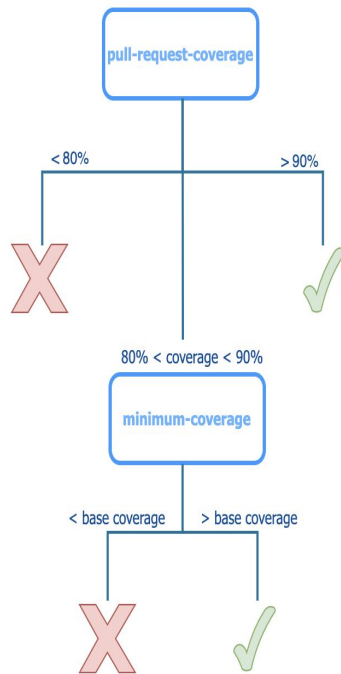 pull-request-coverage
< 80%
> 90%
80% < coverage < 90%
minimum-coverage
< base coverage
> base coverage